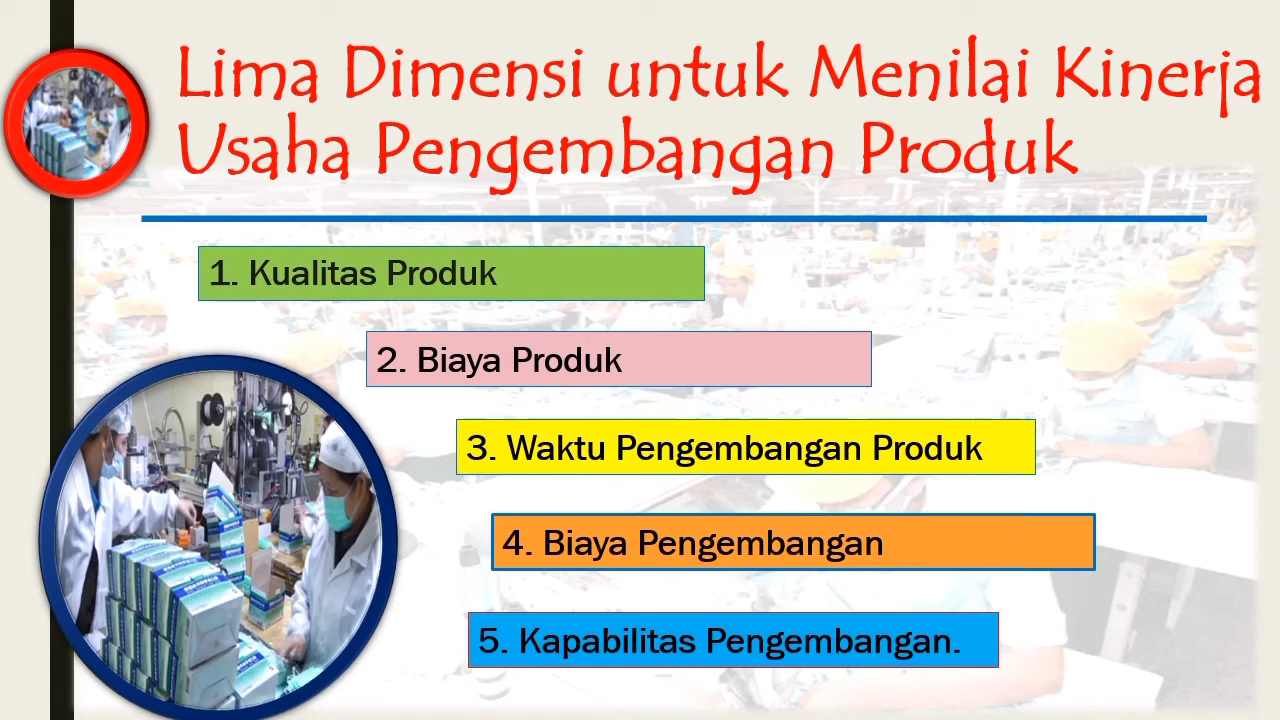 Lima Dimensi untuk Menilai Kinerja
Usaha Pengembangan Produk
1. Kualitas Produk
2. Biaya Produk
3. Waktu Pengembangan Produk
4. Biaya Pengembangan
5. Kapabilitas Pengembangan.